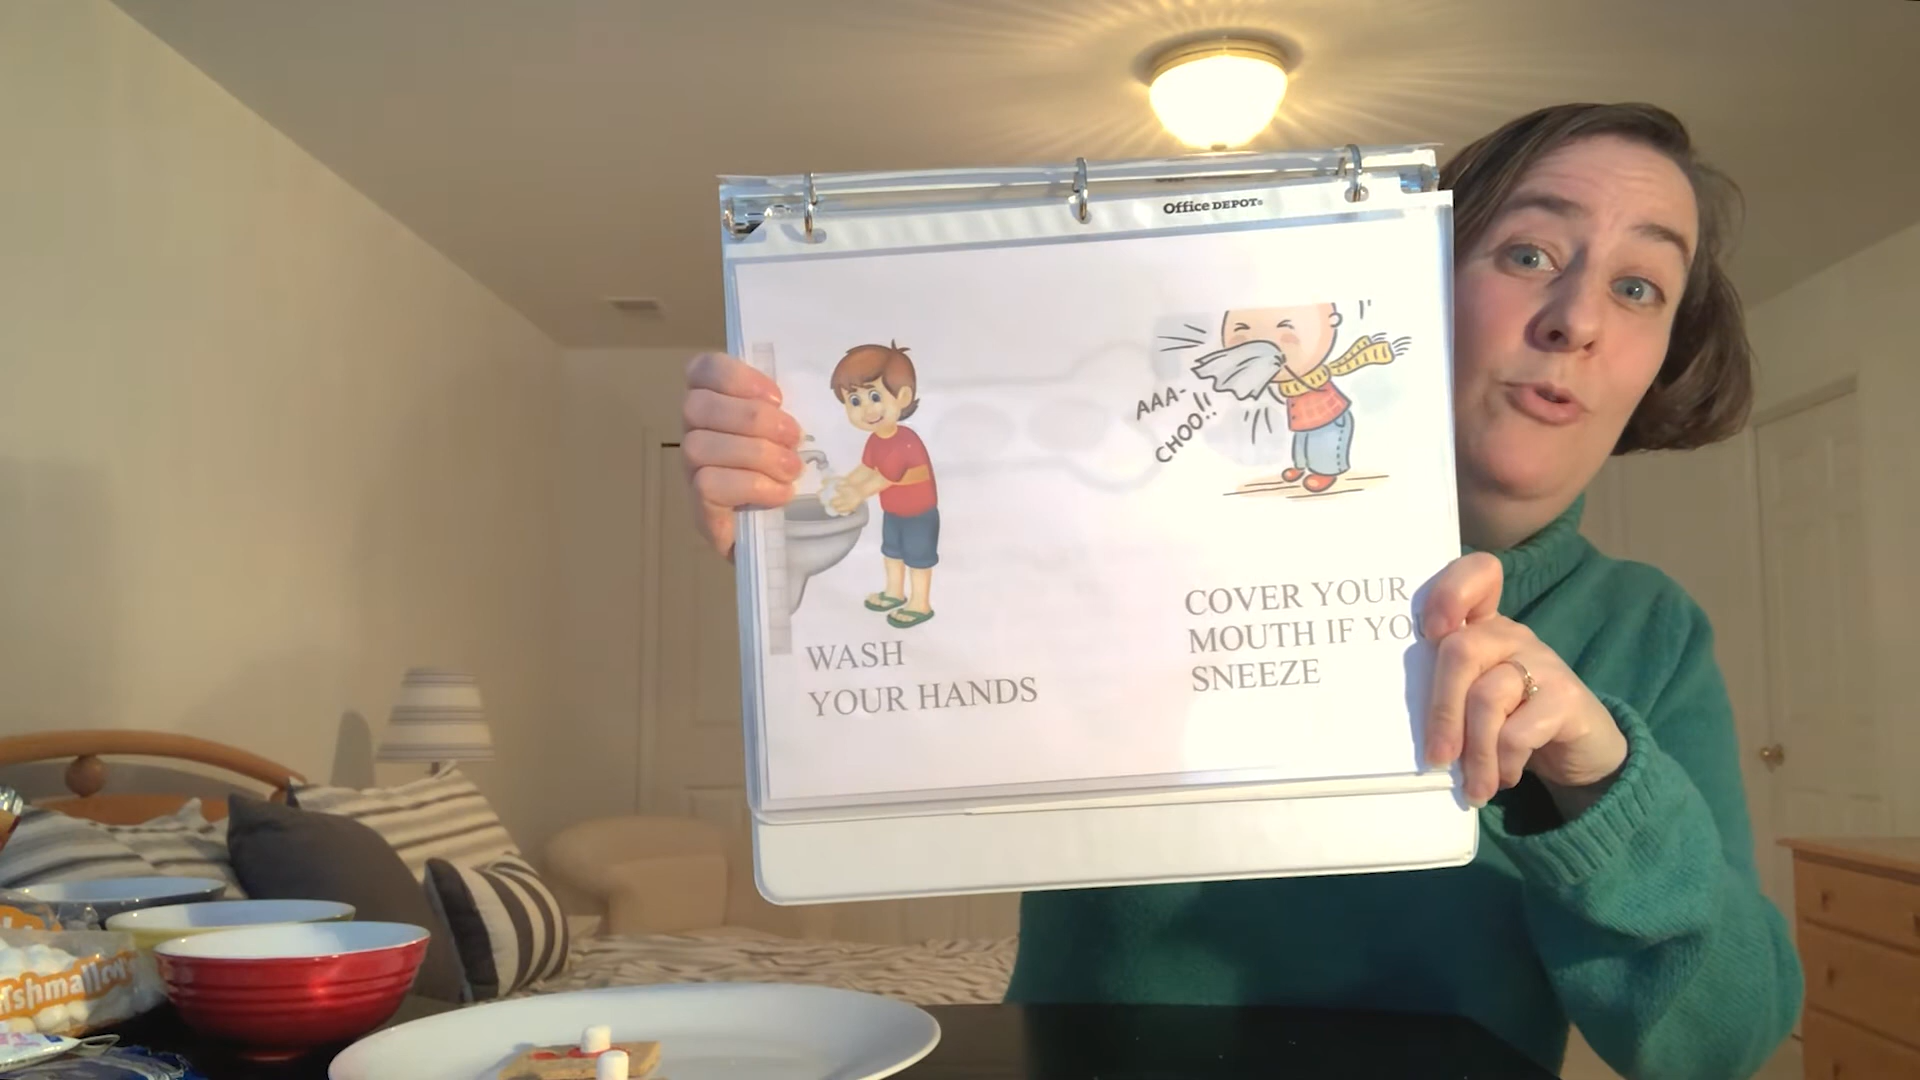 Office DEPOT
AAA-
CHOO!!
WASH
YOUR HANDS
COVER YOUR
MOUTH IF YOU
SNEEZE